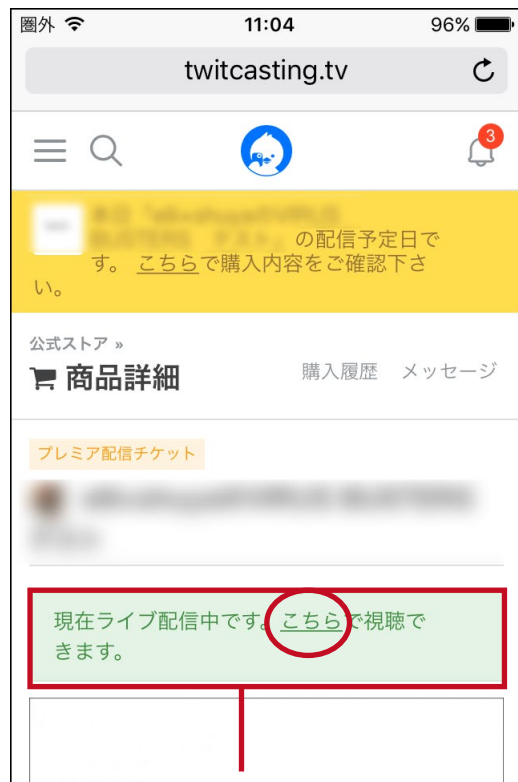 圏外 11:04 96%
twitcasting.tv
3
の配信予定日で
す。 こちらで購入内容をご確認下さ
い。
公式ストア »
商品詳細 購入履歴 メッセージ
プレミア配信チケット
現在ライブ配信中です。こちらで視聴で
きます。